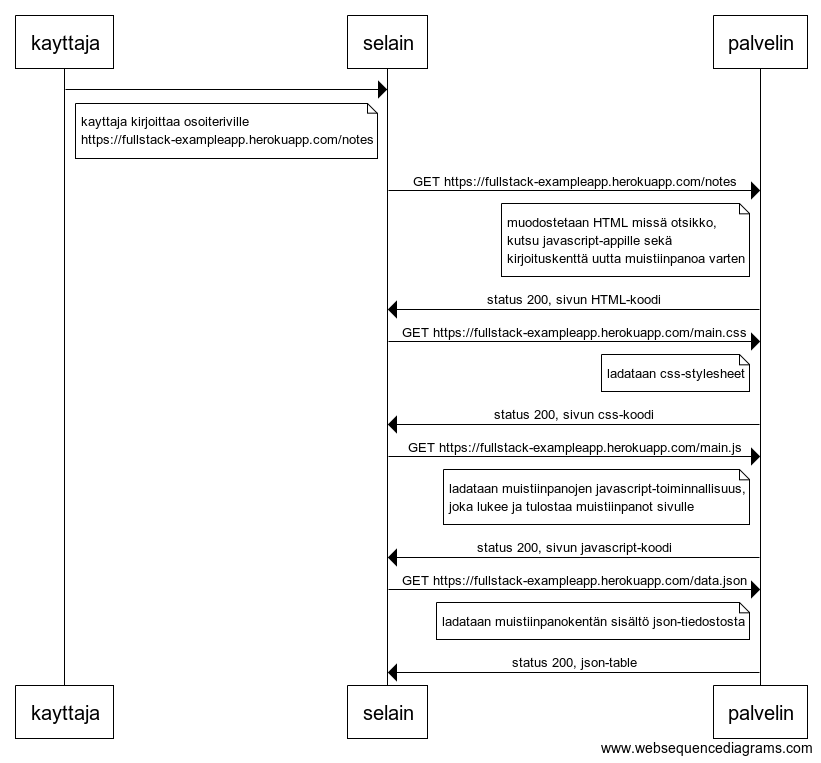 kayttaja
selain
palvelin
kayttaja kirjoittaa osoiteriville
https://fullstack-exampleapp.herokuapp.com/notes
GET https://fullstack-exampleapp.herokuapp.com/notes
muodostetaan HTML missä otsikko,
kutsu javascript-appille sekä
kirjoituskenttä uutta muistiinpanoa varten
status 200, sivun HTML-koodi
GET https://fullstack-exampleapp.herokuapp.com/main.css
ladataan css-stylesheet
status 200, sivun css-koodi
GET https://fullstack-exampleapp.herokuapp.com/main.js
ladataan muistiinpanojen javascript-toiminnallisuus,
joka lukee ja tulostaa muistiinpanot sivulle
status 200, sivun javascript-koodi
GET https://fullstack-exampleapp.herokuapp.com/data.json
ladataan muistiinpanokentän sisältö json-tiedostosta
status 200, json-table
kayttaja
selain
palvelin
www.websequencediagrams.com